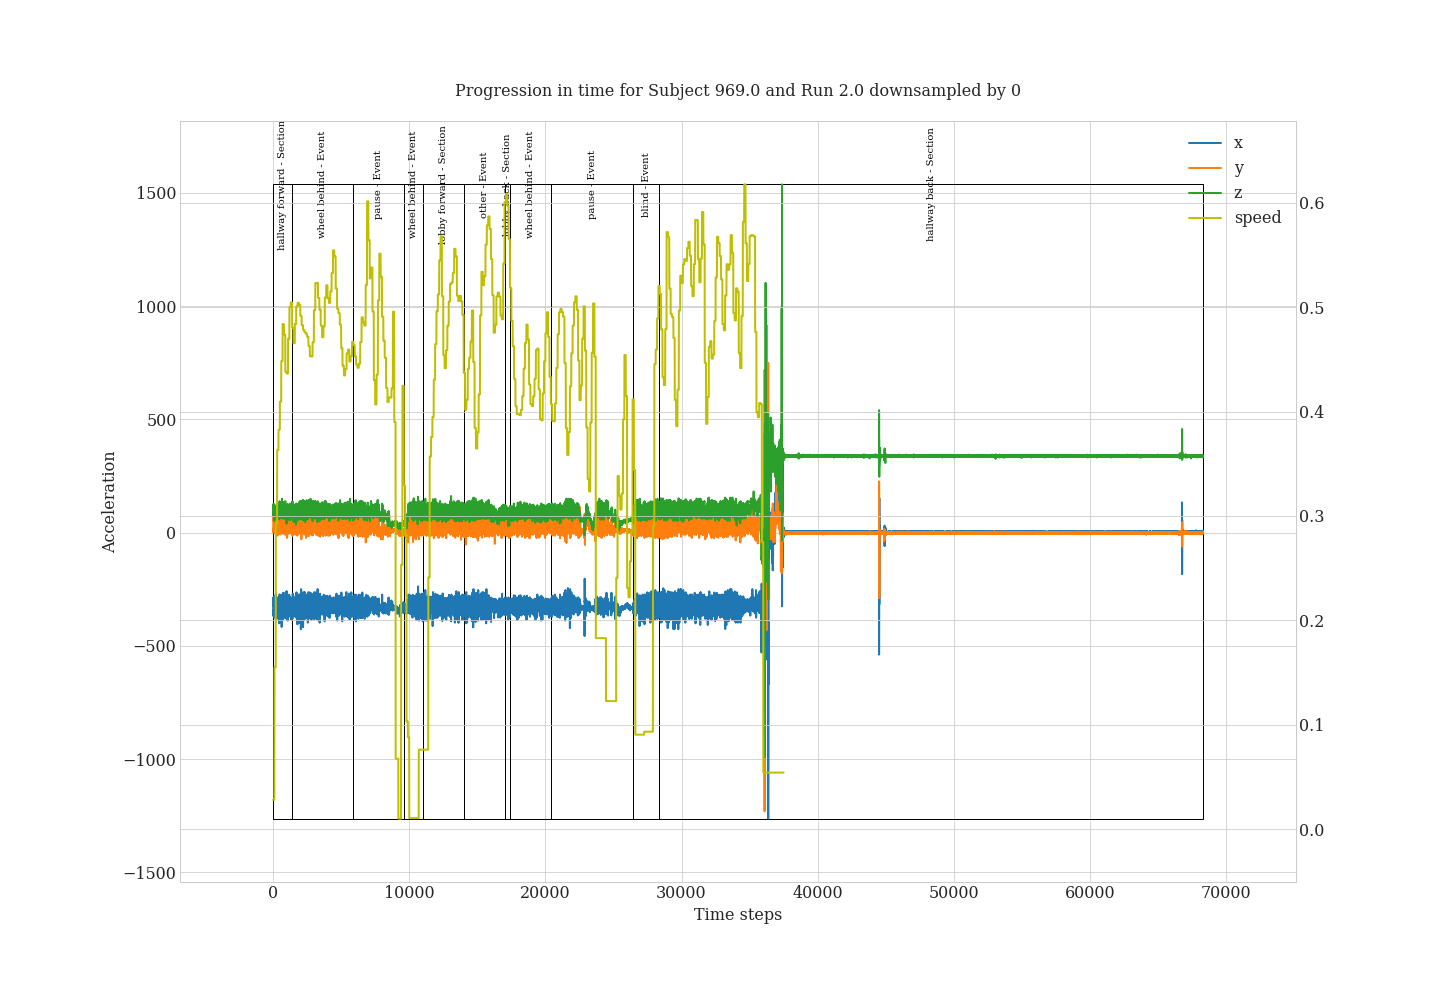 Progression in time for Subject 969.0 and Run 2.0 downsampled by 0
hallway forward - Section
wheel behind - Event
pause - Event
wheel behind - Event
lobby forward - Section
other - Event
lobby back - Section
wheel behind - Event
pause - Event
blind - Event
hallway back - Section
x
y
z
speed
Acceleration
1500
1000
500
0
−500
−1000
−1500
0.6
0.5
0.4
0.3
0.2
0.1
0.0
0 10000 20000 30000 40000 50000 60000 70000
Time steps